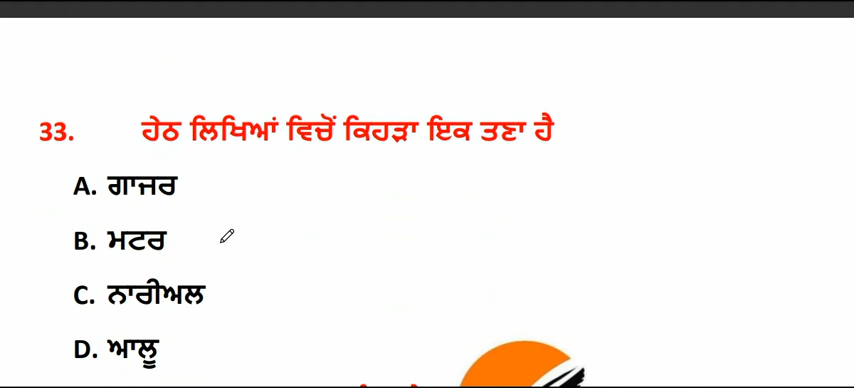 33. ਹੇਠ ਲਿਖਿਆਂ ਵਿਚੋਂ ਕਿਹੜਾ ਇਕ ਤਣਾ ਹੈ
A. ਗਾਜਰ
B. ਮਟਰ
C. ਨਾਰੀਅਲ
D. ਆਲੂ